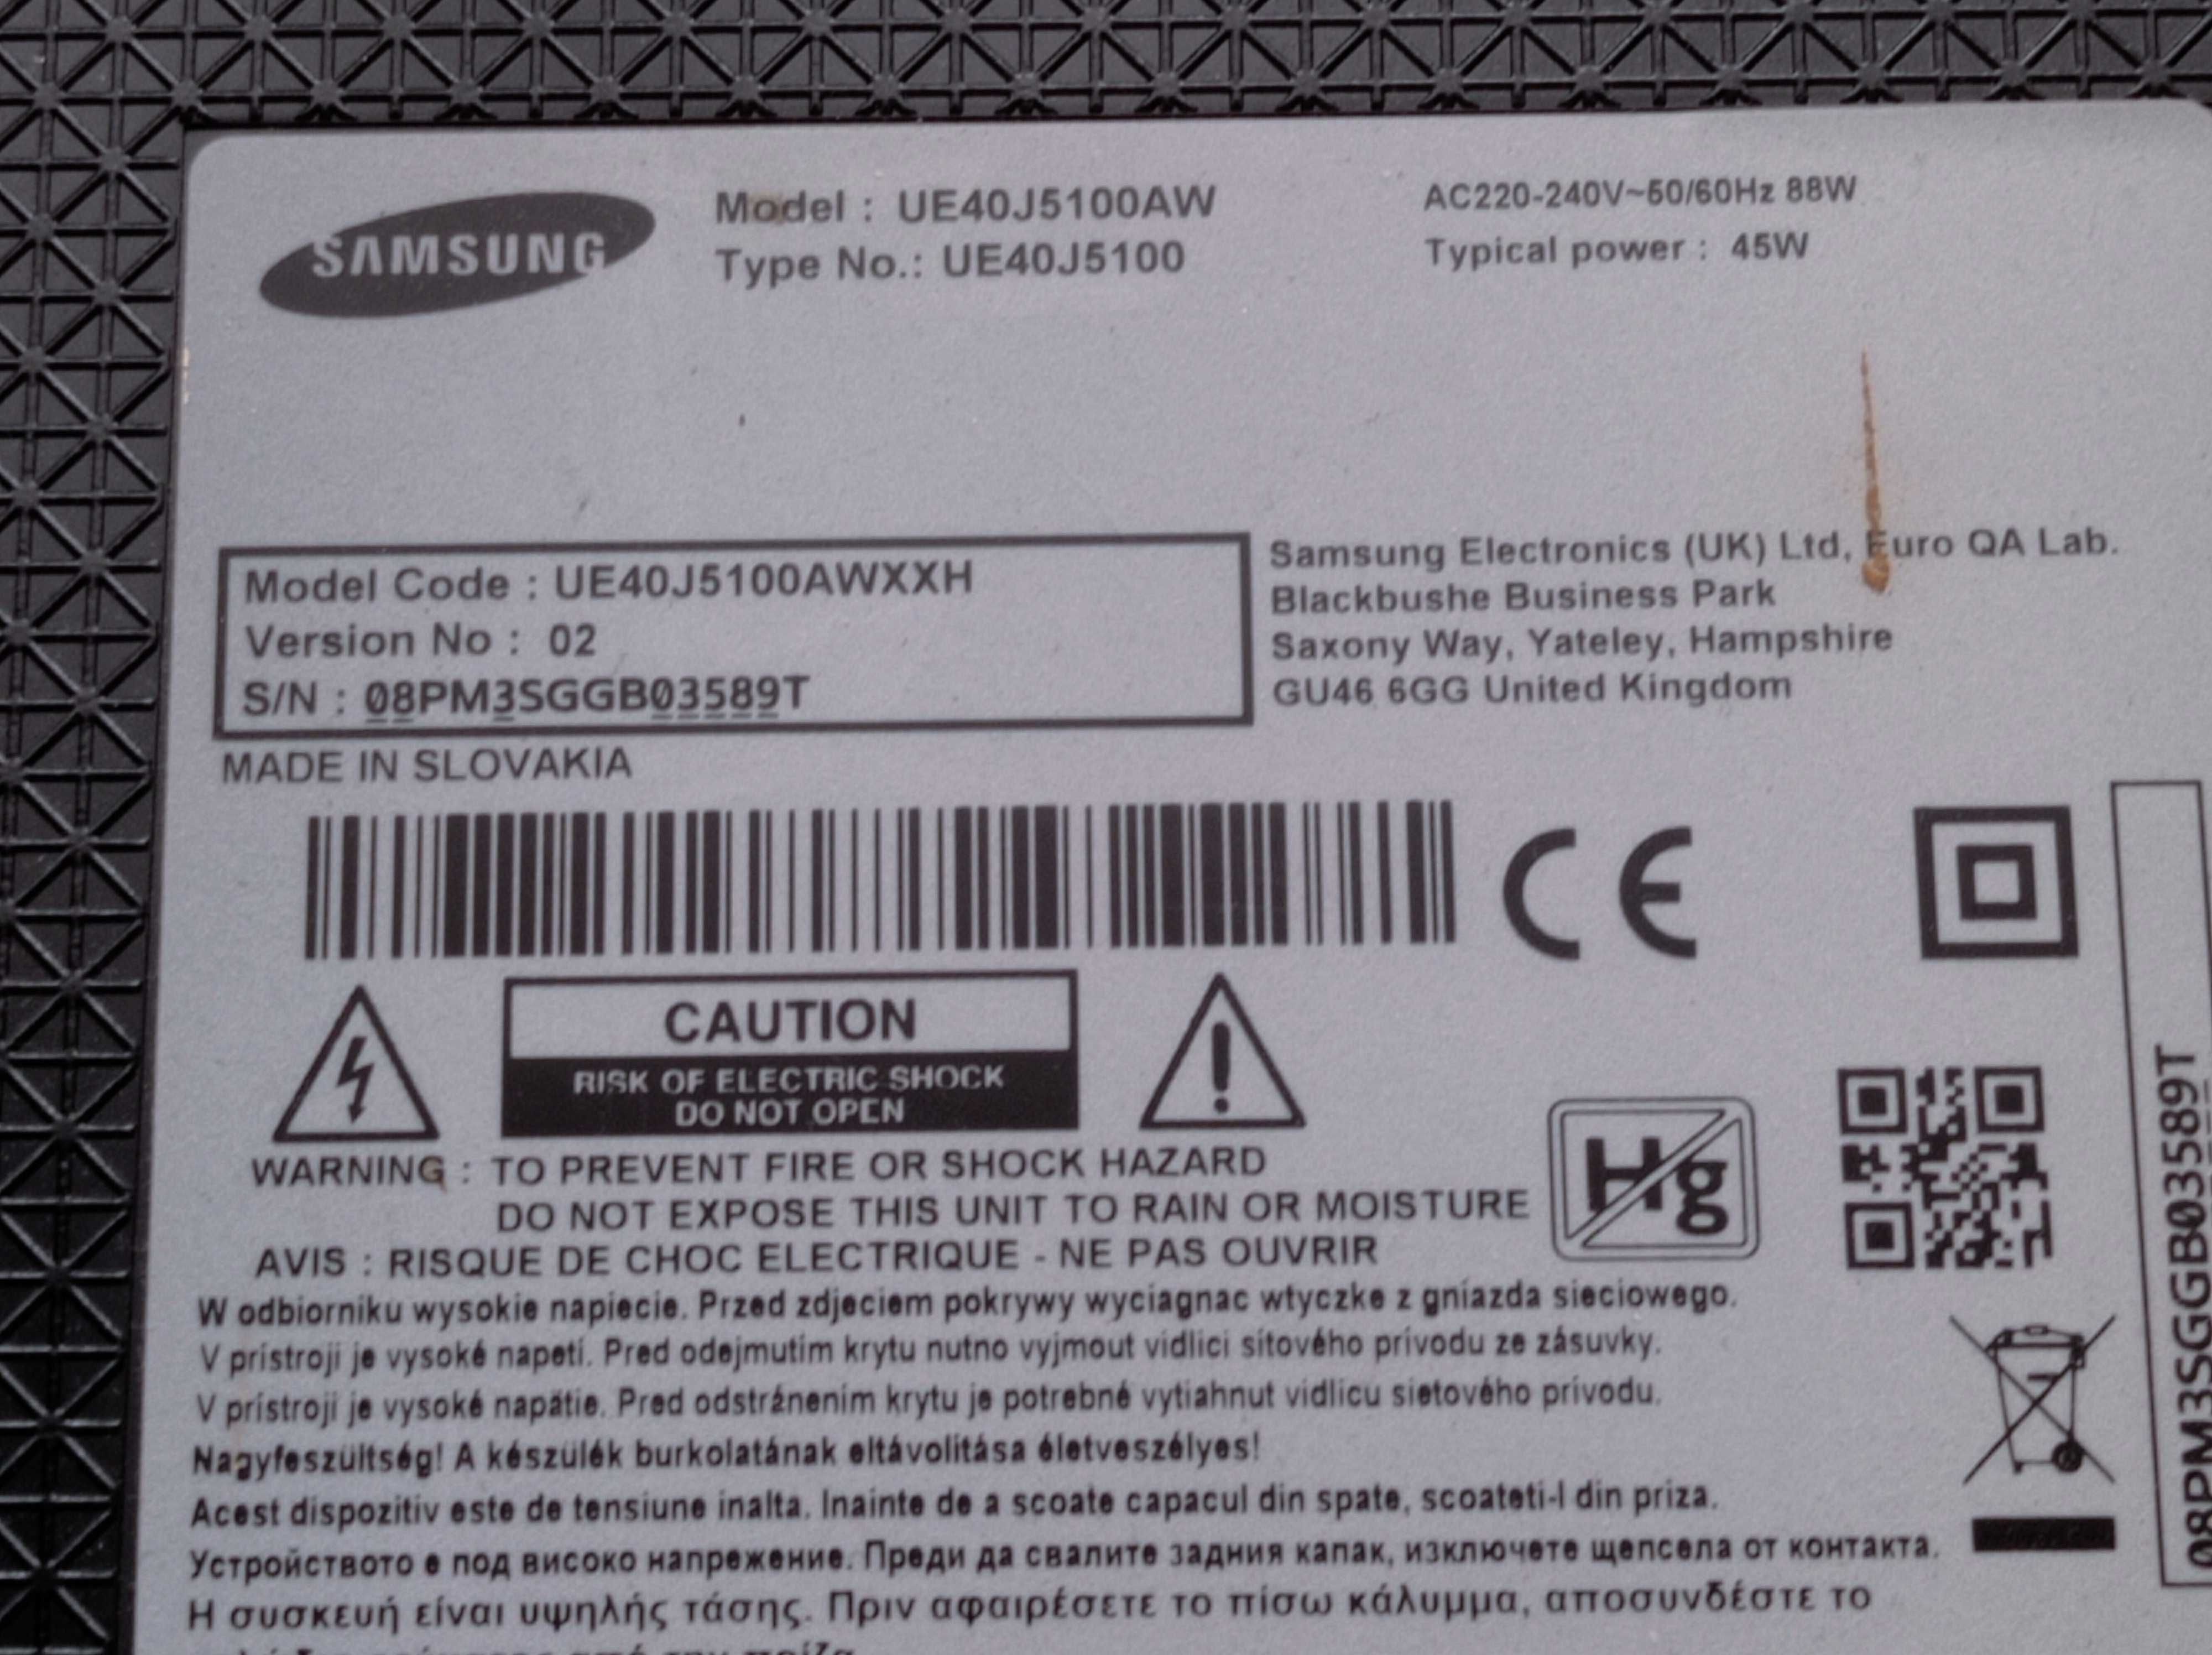 SAMSUNG
Model : UE40J5100AW
Type No.: UE40J5100
AC220-240V~50/60Hz 88W
Typical power : 45W
Model Code : UE40J5100AWXXH
Version No : 02
S/N : 08PM3SGGB03589T
Samsung Electronics (UK) Ltd, Euro QA Lab.
Blackbushe Business Park
Saxony Way, Yateley, Hampshire
GU46 6GG United Kingdom
MADE IN SLOVAKIA
CE
CAUTION
RISK OF ELECTRIC SHOCK
DO NOT OPEN
Hg
WARNING : TO PREVENT FIRE OR SHOCK HAZARD
DO NOT EXPOSE THIS UNIT TO RAIN OR MOISTURE
AVIS : RISQUE DE CHOC ELECTRIQUE - NE PAS OUVRIR
W odbiorniku wysokie napiecie. Przed zdjeciem pokrywy wyciagnac wtyczke z gniazda sieciowego.
V prístroji je vysoké napetí. Pred odejmutím krytu nutno vyjmout vidlici sítového prívodu ze zásuvky.
V prístroji je vysoké napätie. Pred odstránením krytu je potrebné vytiahnut vidlicu sietového prívodu.
Nagyfeszültség! A készülék burkolatának eltávolítása életveszélyes!
Acest dispozitiv este de tensiune inalta. Inainte de a scoate capacul din spate, scoateti-l din priza.
Устройството е под високо напрежение. Преди да свалите задния капак, изключете щепсела от контакта.
Η συσκευή είναι υψηλής τάσης. Πριν αφαιρέσετε το πίσω κάλυμμα, αποσυνδέστε το
08PM3SGGB03589T